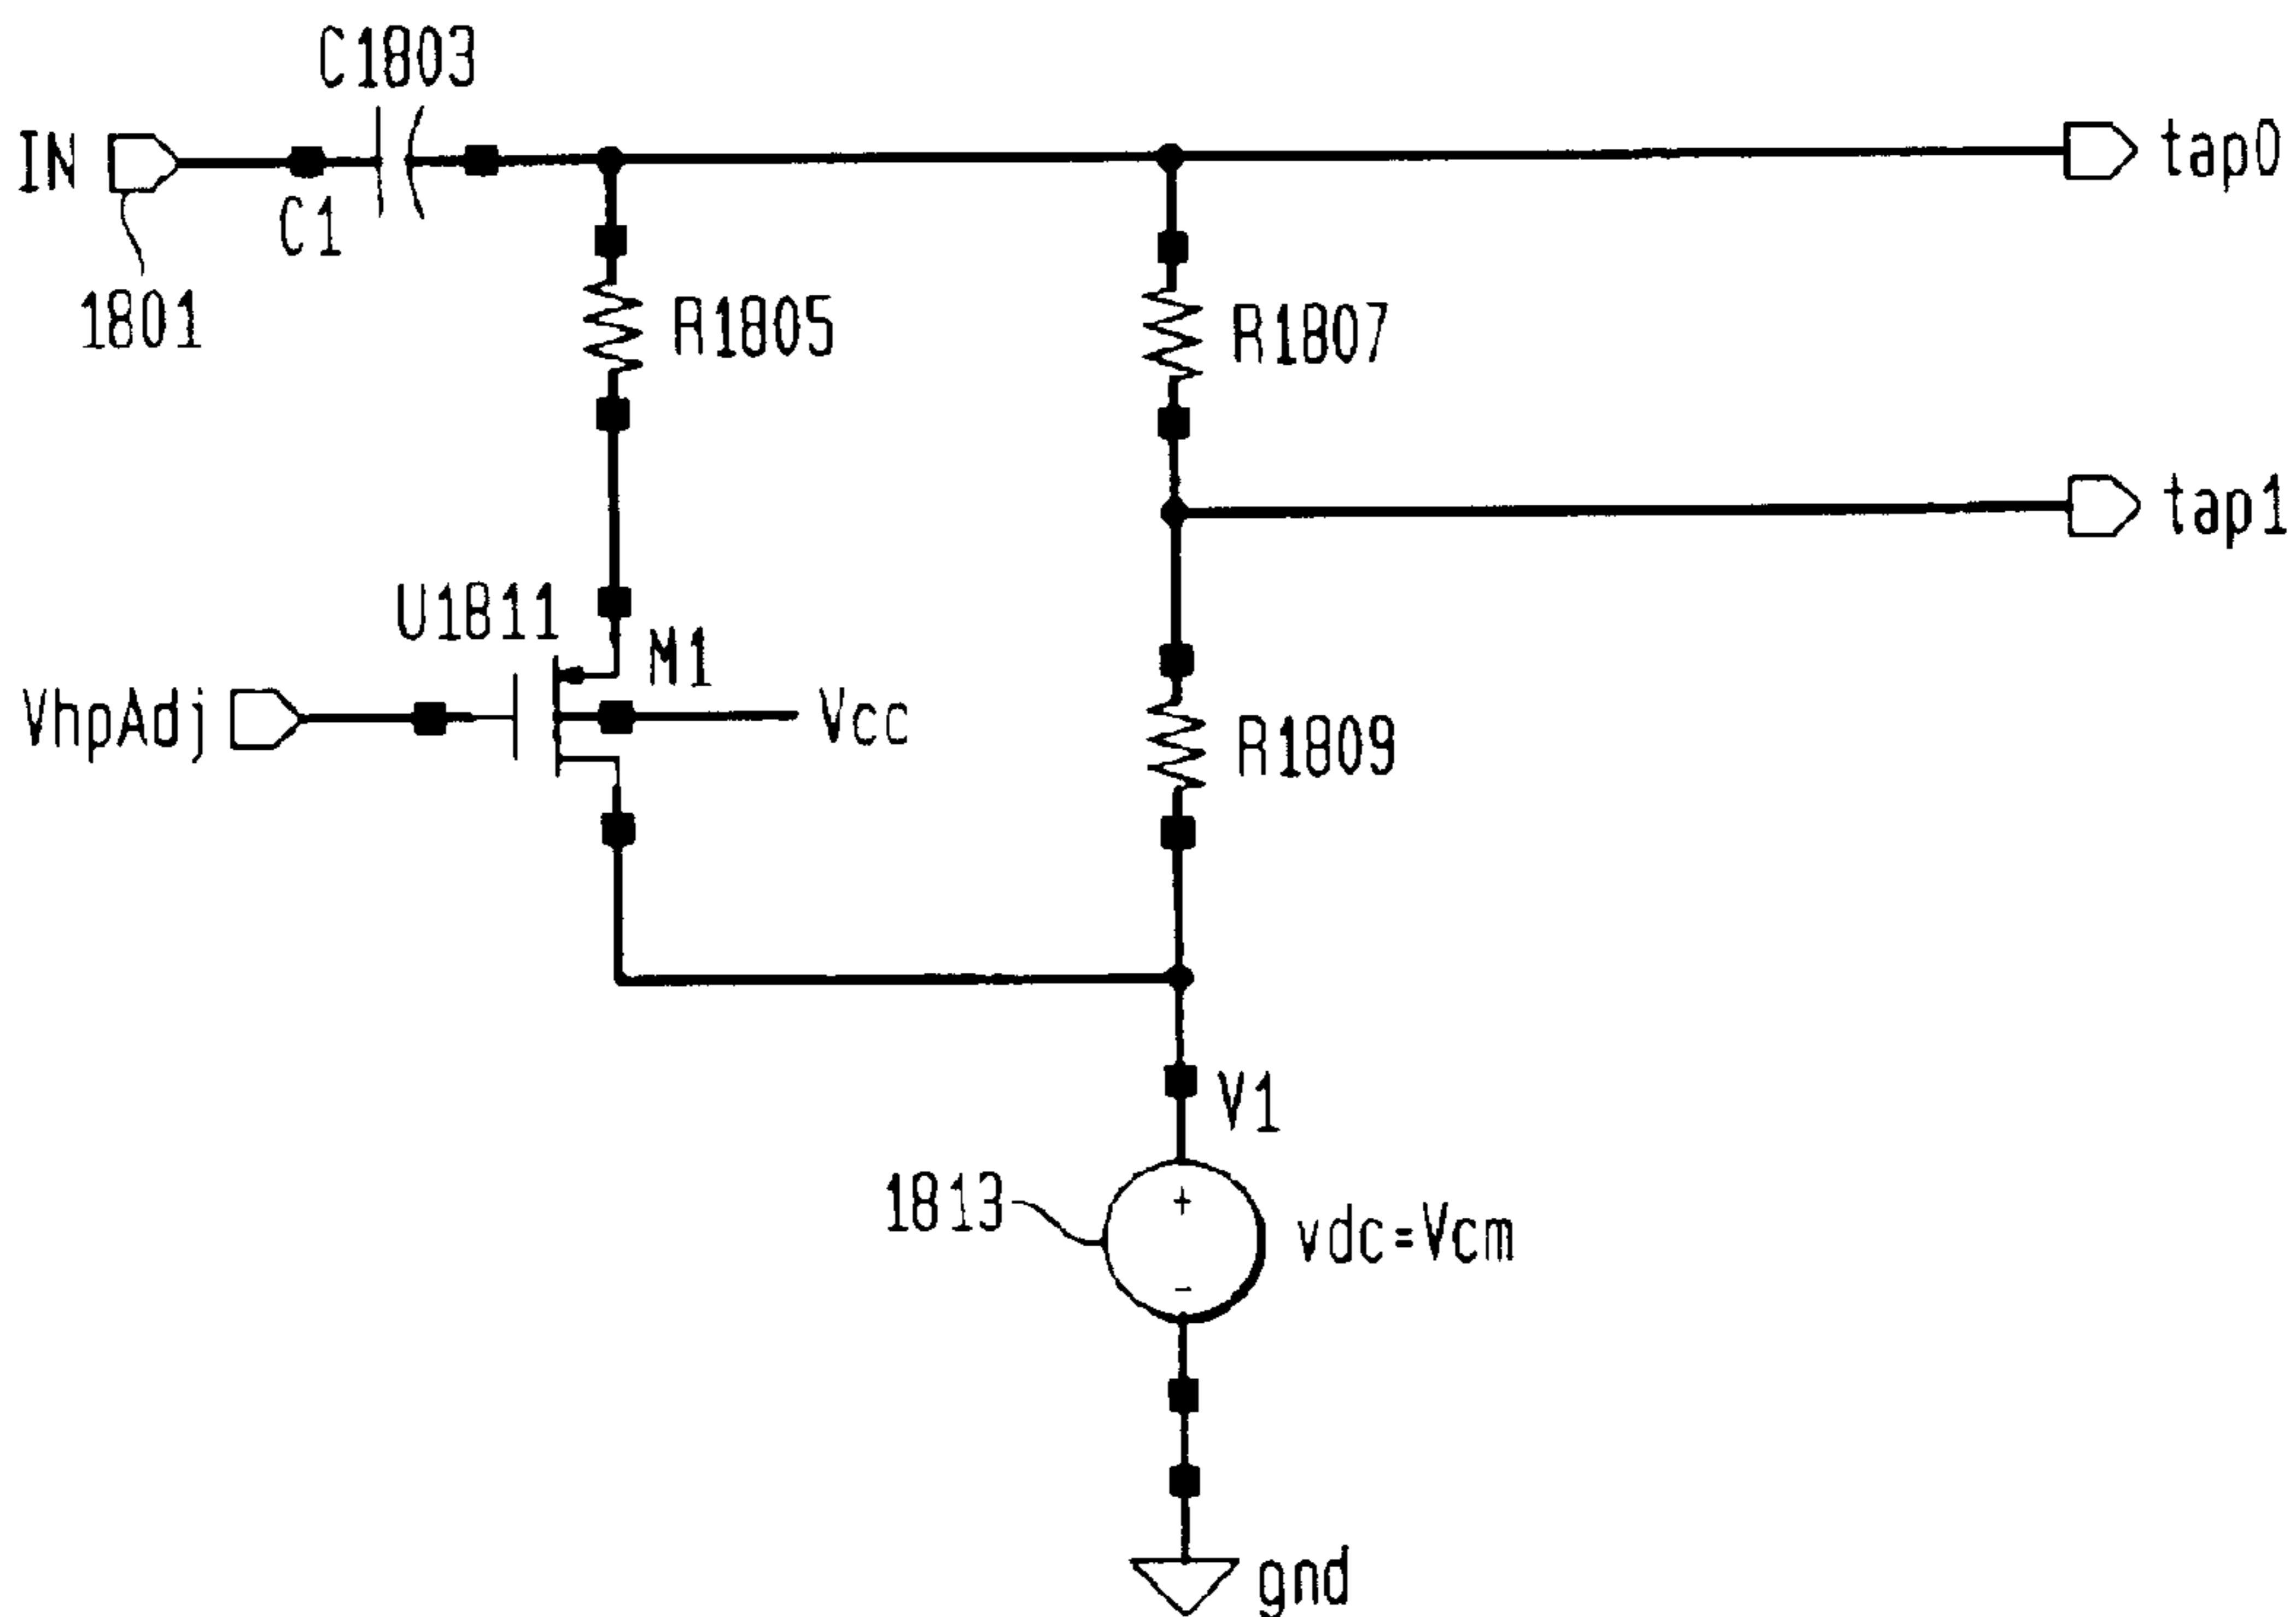 C1803
IN
tap0
C1
1801
R1805
R1807
tap1
U1811
M1
VhpAdj
Vcc
R1809
V1
1813
+
vdc=Vcm
-
gnd